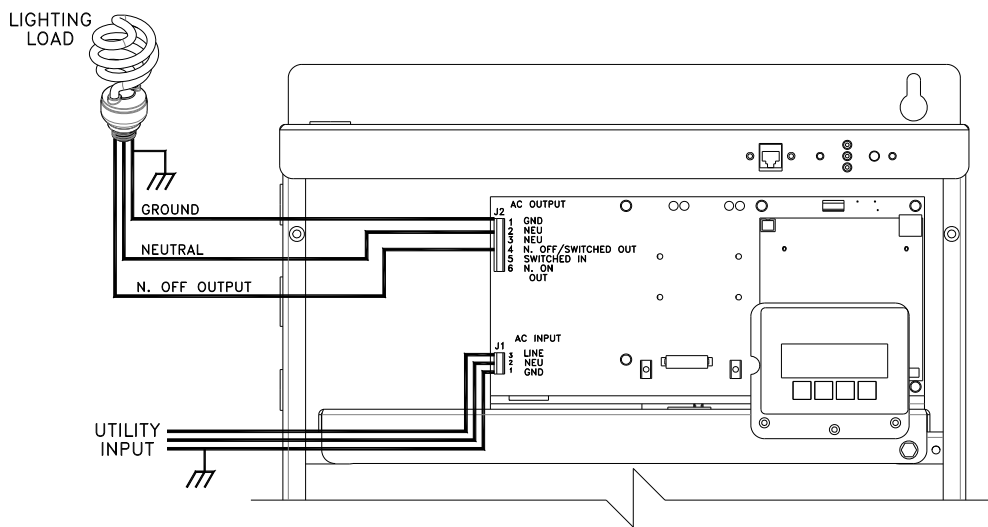 LIGHTING
LOAD
GROUND
NEUTRAL
N. OFF OUTPUT
AC OUTPUT
J2
1 GND
2 NEU
3 NEU
4 N. OFF/SWITCHED OUT
5 SWITCHED IN
6 N. ON
OUT
AC INPUT
J1
3 LINE
2 NEU
1 GND
UTILITY
INPUT